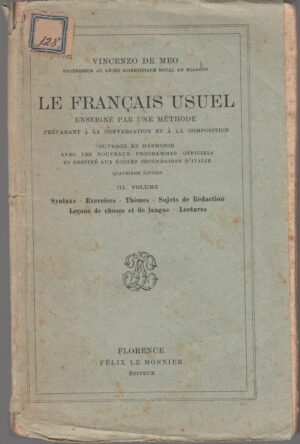 128
VINCENZO DE MEO
PROFESSEUR AU LYCÉE SCIENTIFIQUE ROYAL DE BOLOGNE
LE FRANÇAIS USUEL
ENSEIGNÉ PAR UNE MÉTHODE
PRÉPARANT À LA CONVERSATION ET À LA COMPOSITION
OUVRAGE EN HARMONIE
AVEC LES NOUVEAUX PROGRAMMES OFFICIELS
ET DESTINÉ AUX ÉCOLES SECONDAIRES D'ITALIE
QUATRIÈME ÉDITION
III. VOLUME
Syntaxe - Exercices - Thèmes - Sujets de Rédaction
Leçons de choses et de langue - Lectures
FLORENCE
FÉLIX LE MONNIER
ÉDITEUR